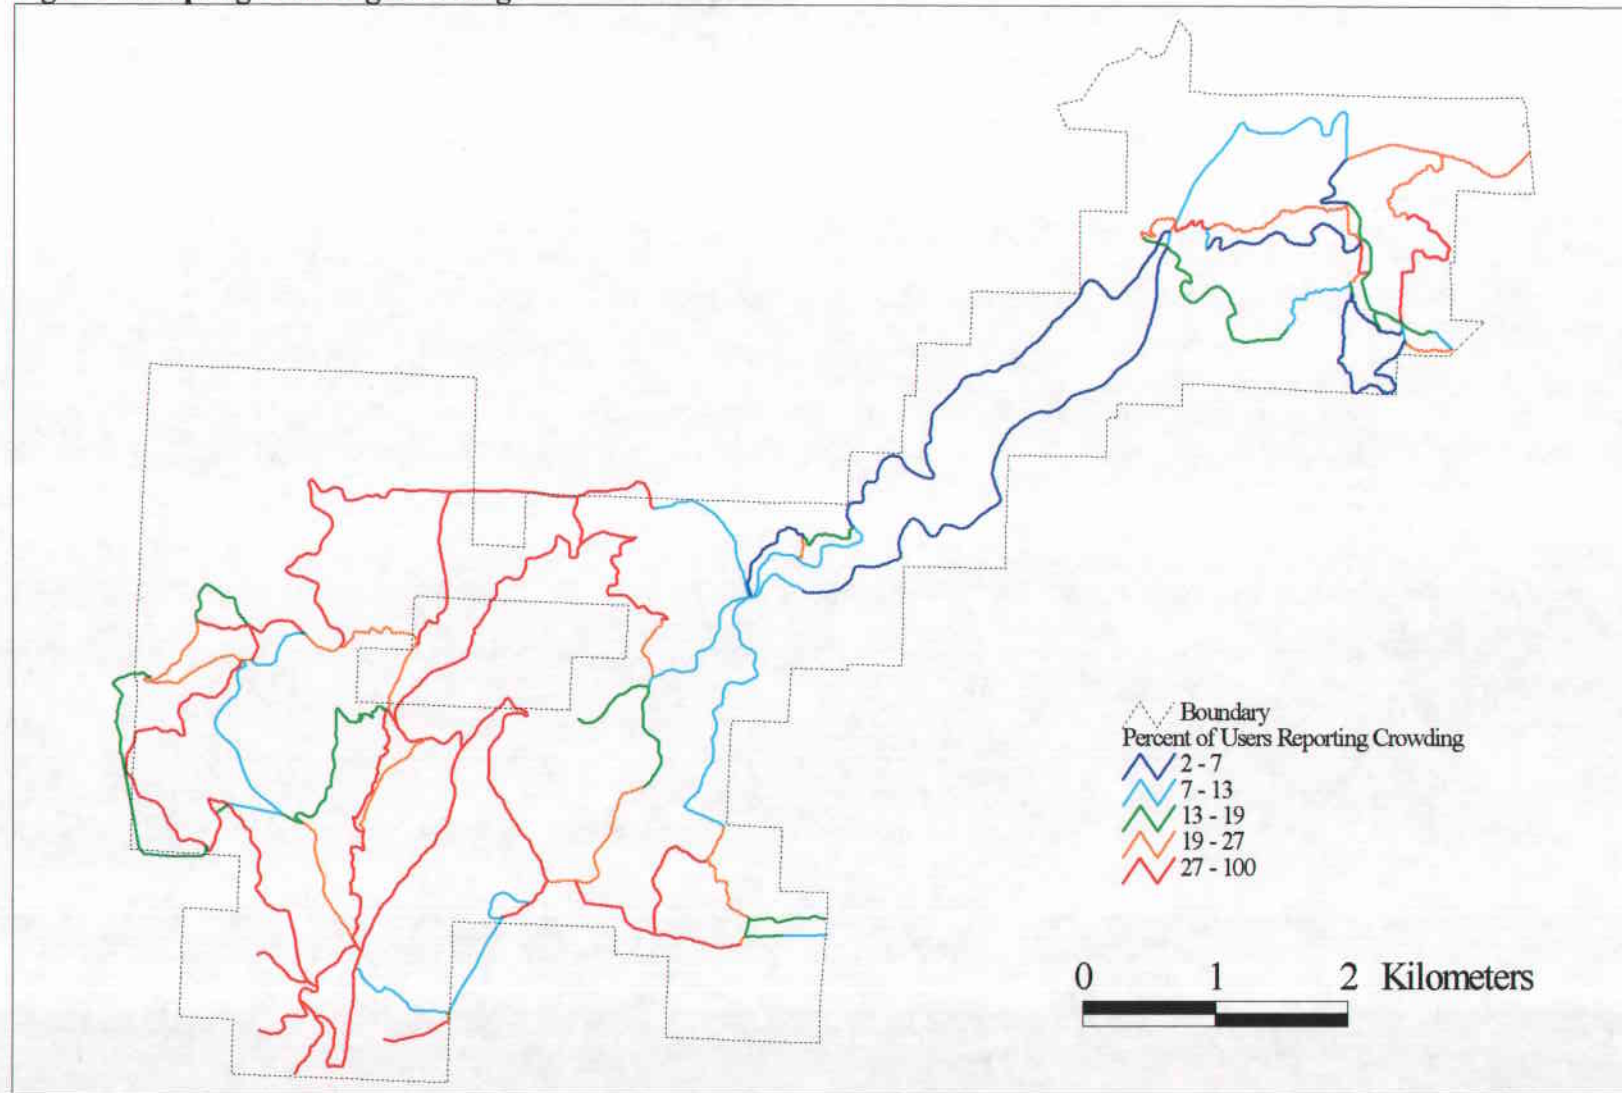 Boundary
Percent of Users Reporting Crowding
2 - 7
7 - 13
13 - 19
19 - 27
27 - 100
0 1 2 Kilometers